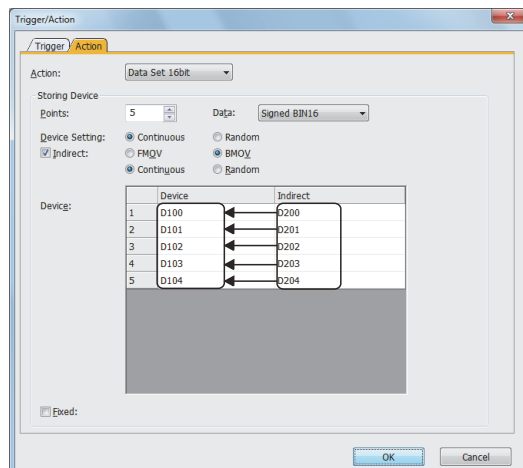 Trigger/Action
Trigger Action
Action: Data Set 16bit
Storing Device
Points: 5 Data: Signed BIN16
Device Setting: Continuous Random
Indirect: FMOV BMOV
Continuous Random
Device: Device Indirect
1 D100 D200
2 D101 D201
3 D102 D202
4 D103 D203
5 D104 D204
Fixed:
OK Cancel